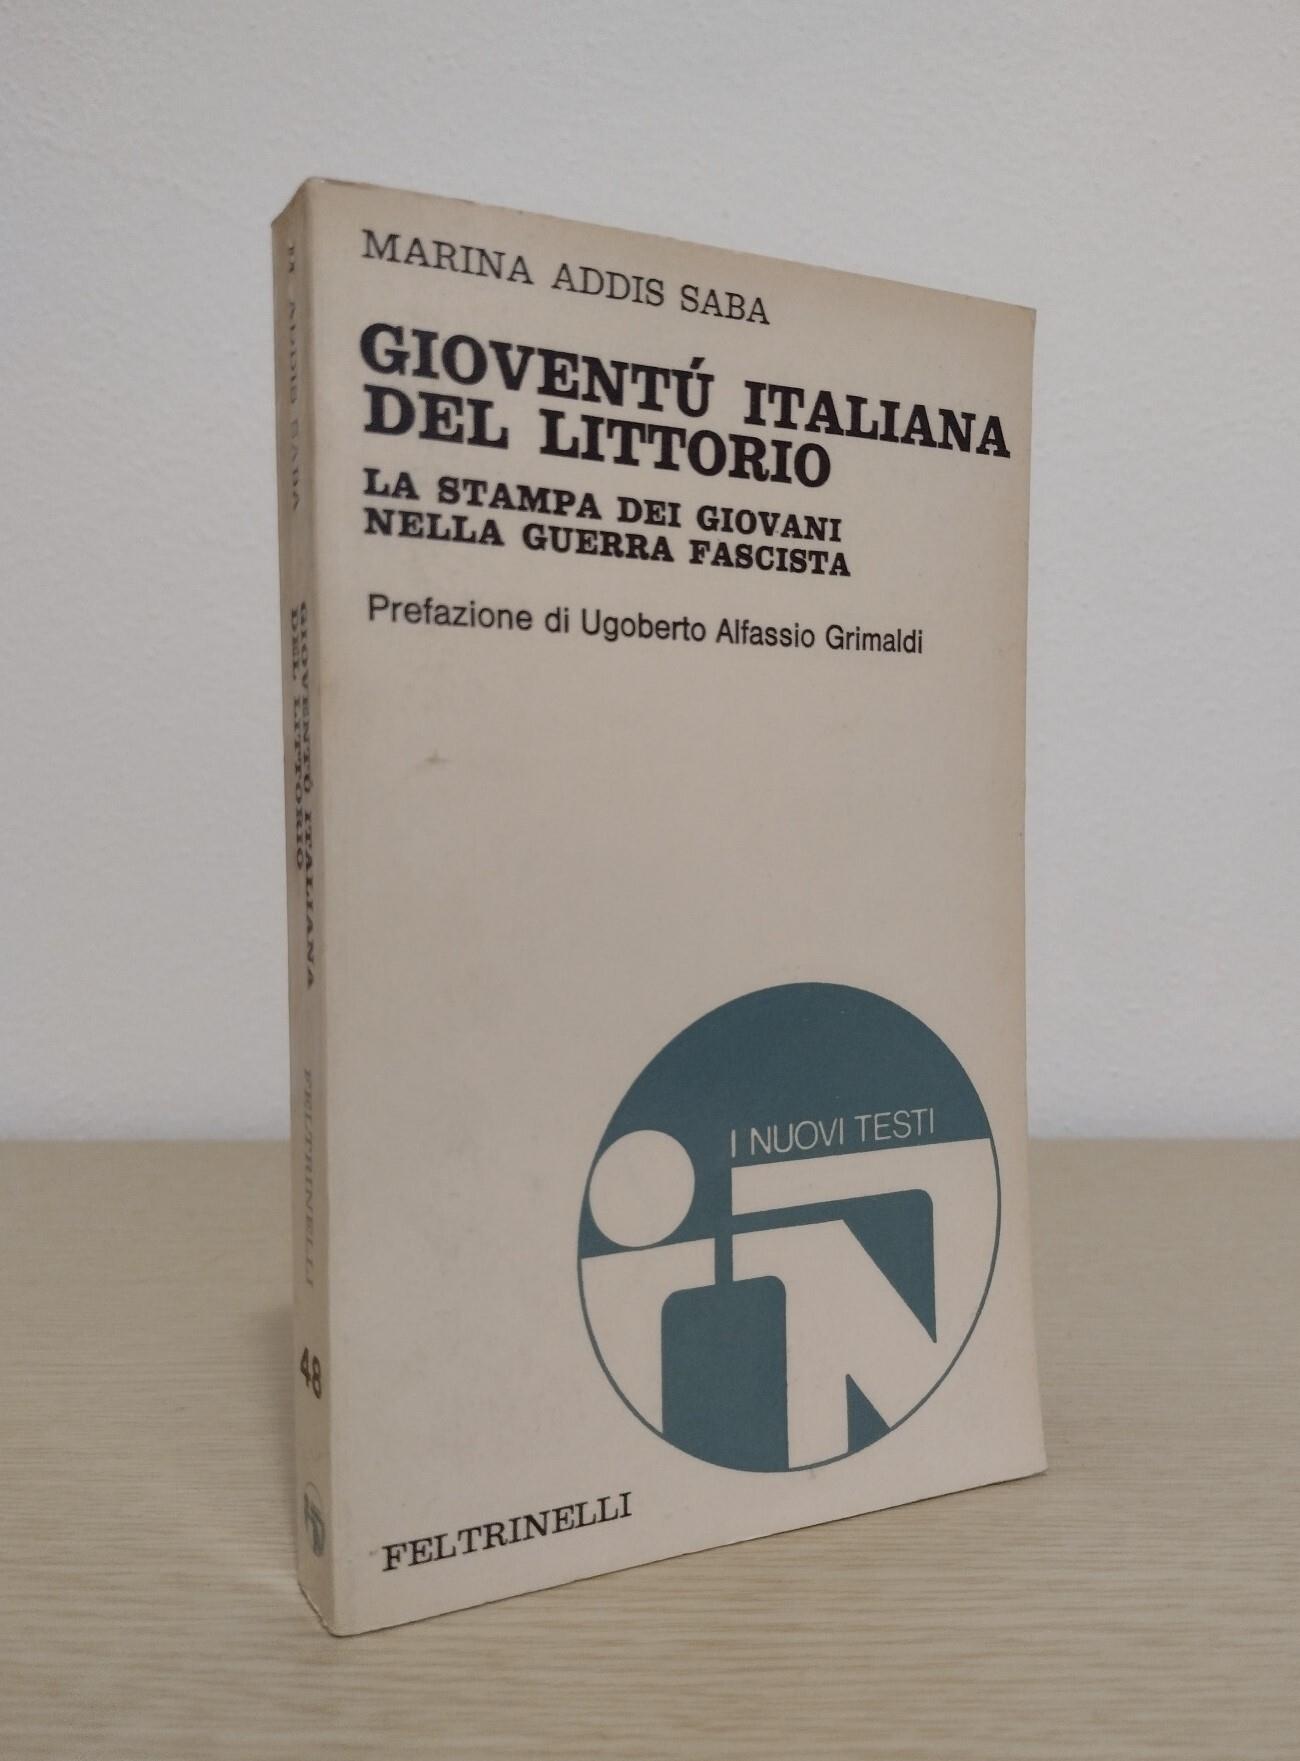 MARINA ADDIS SABA
GIOVENTÚ ITALIANA
DEL LITTORIO
LA STAMPA DEI GIOVANI
NELLA GUERRA FASCISTA
Prefazione di Ugoberto Alfassio Grimaldi
I NUOVI TESTI
FELTRINELLI
M. ADDIS SABA
GIOVENTÚ ITALIANA
DEL LITTORIO
FELTRINELLI
48